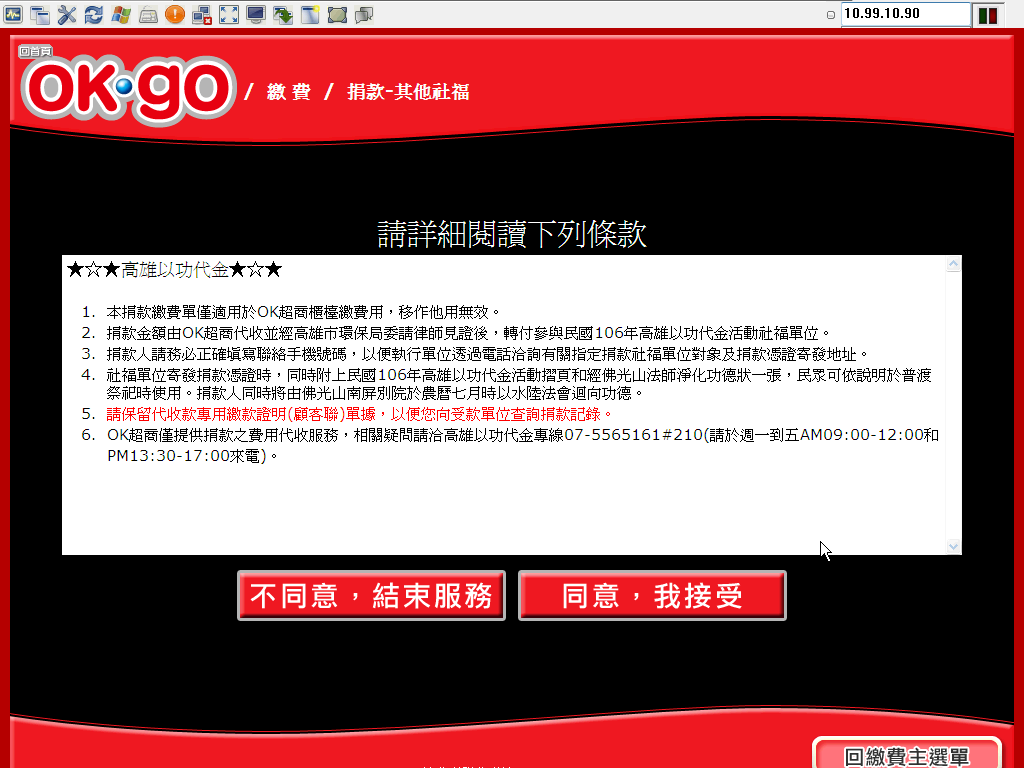 10.99.10.90
回首頁
OK·go / 繳 費 / 捐款-其他社福
請詳細閱讀下列條款
★☆★高雄以功代金★☆★
1. 本捐款繳費單僅適用於OK超商櫃檯繳費用，移作他用無效。
2. 捐款金額由OK超商代收並經高雄市環保局委請律師見證後，轉付參與民國106年高雄以功代金活動社福單位。
3. 捐款人請務必正確填寫聯絡手機號碼，以便執行單位透過電話洽詢有關指定捐款社福單位對象及捐款憑證寄發地址。
4. 社福單位寄發捐款憑證時，同時附上民國106年高雄以功代金活動摺頁和經佛光山法師淨化功德狀一張，民眾可依說明於普渡
祭祀時使用。捐款人同時將由佛光山南屏別院於農曆七月時以水陸法會迴向功德。
5. 請保留代收款專用繳款證明(顧客聯)單據，以便您向受款單位查詢捐款記錄。
6. OK超商僅提供捐款之費用代收服務，相關疑問請洽高雄以功代金專線07-5565161#210(請於週一到五AM09:00-12:00和
PM13:30-17:00來電)。
不同意，結束服務
同意，我接受
回繳費主選單